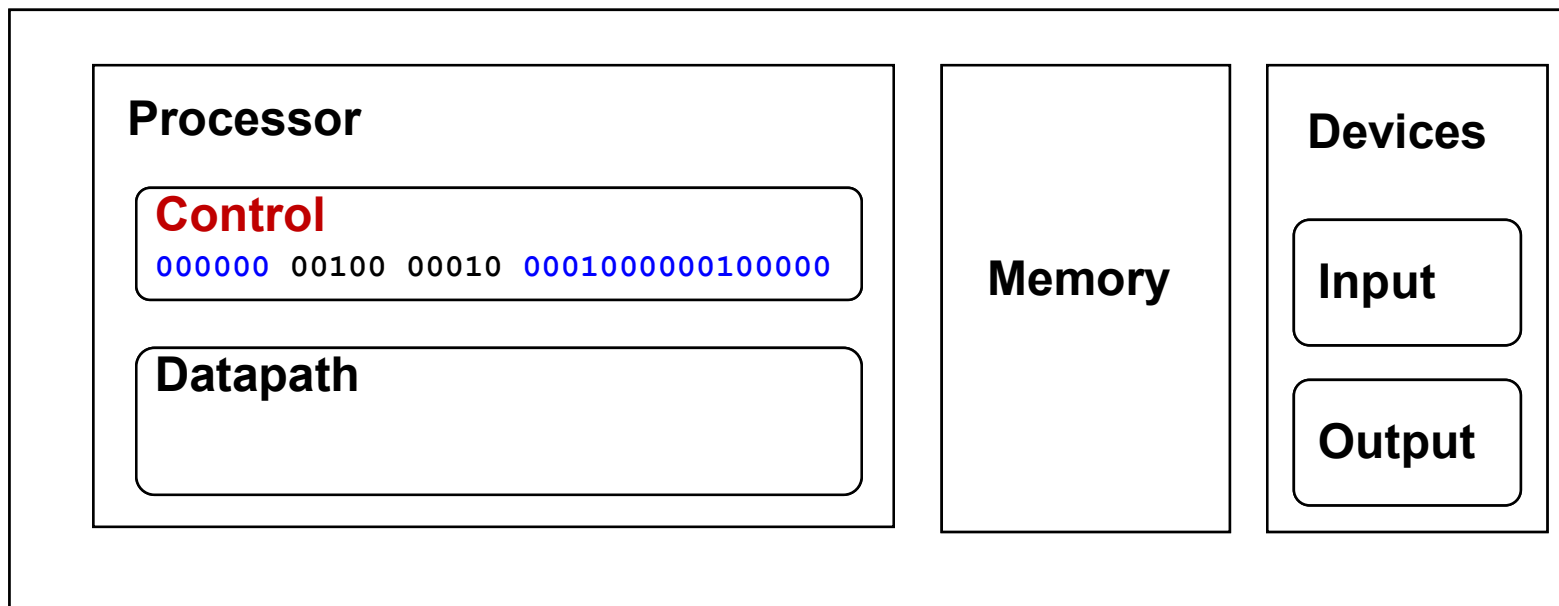 Processor
Control
000000 00100 00010 0001000000100000
Datapath
Memory
Devices
Input
Output